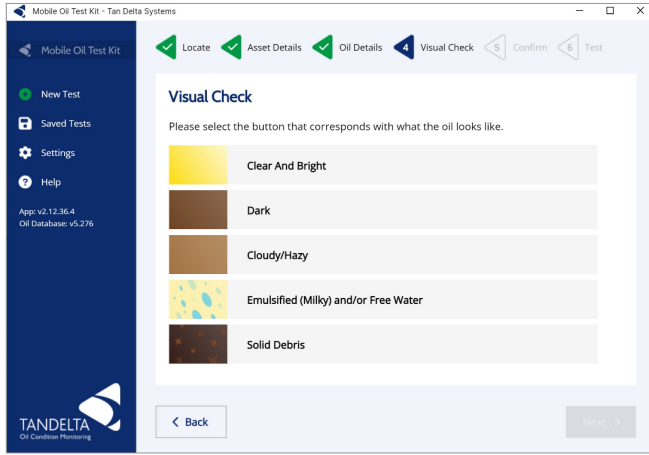 Mobile Oil Test Kit - Tan Delta Systems
Mobile Oil Test Kit
Locate Asset Details Oil Details 4 Visual Check 5 Confirm 6 Test
New Test
Saved Tests
Settings
? Help
App: v2.12.36.4
Oil Database: v5.276
Visual Check
Please select the button that corresponds with what the oil looks like.
Clear And Bright
Dark
Cloudy/Hazy
Emulsified (Milky) and/or Free Water
Solid Debris
< Back
Next >
TANDELTA
Oil Condition Monitoring